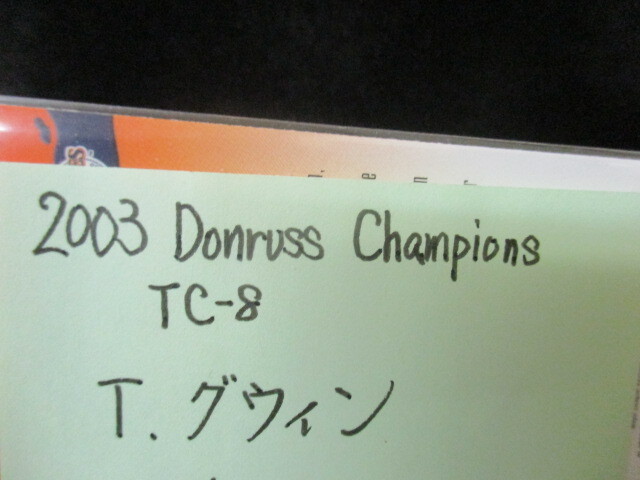 2003 Donruss Champions
TC-8
T. グウィン